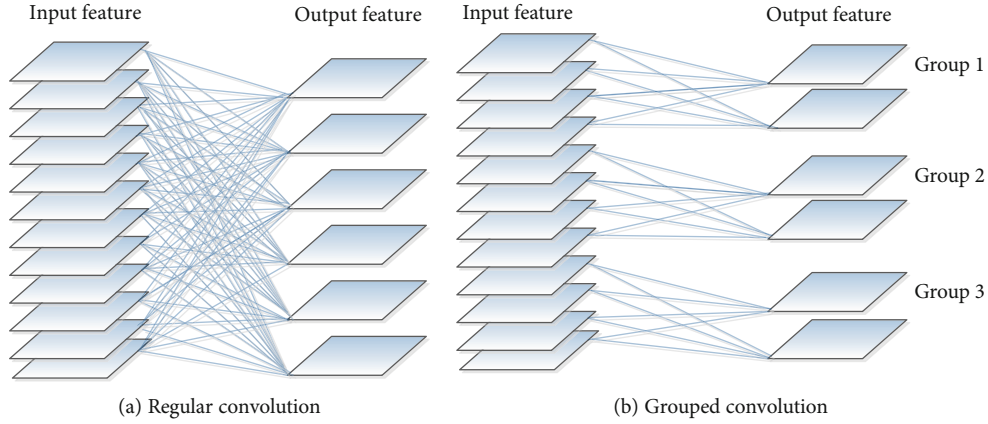 Input feature
Output feature
(a) Regular convolution
Input feature
Output feature
Group 1
Group 2
Group 3
(b) Grouped convolution